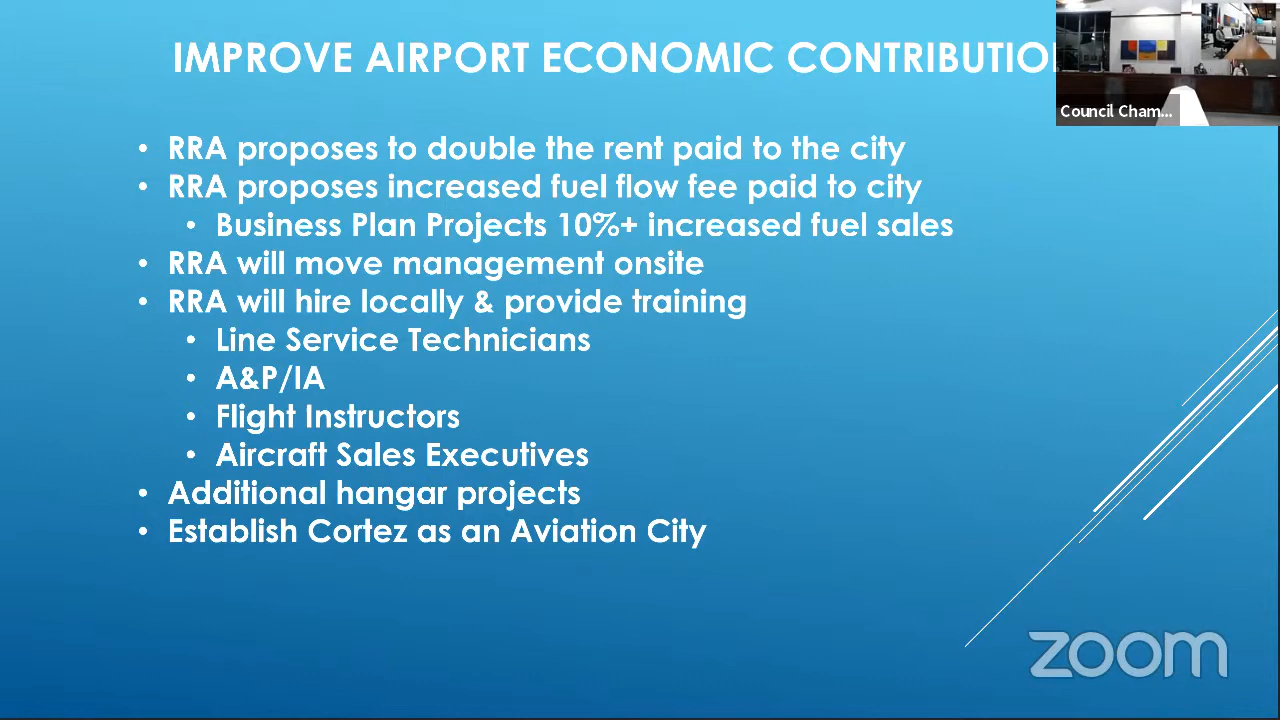 IMPROVE AIRPORT ECONOMIC CONTRIBUTIO
Council Cham...
• RRA proposes to double the rent paid to the city
• RRA proposes increased fuel flow fee paid to city
• Business Plan Projects 10%+ increased fuel sales
• RRA will move management onsite
• RRA will hire locally & provide training
• Line Service Technicians
• A&P/IA
• Flight Instructors
• Aircraft Sales Executives
• Additional hangar projects
• Establish Cortez as an Aviation City
zoom